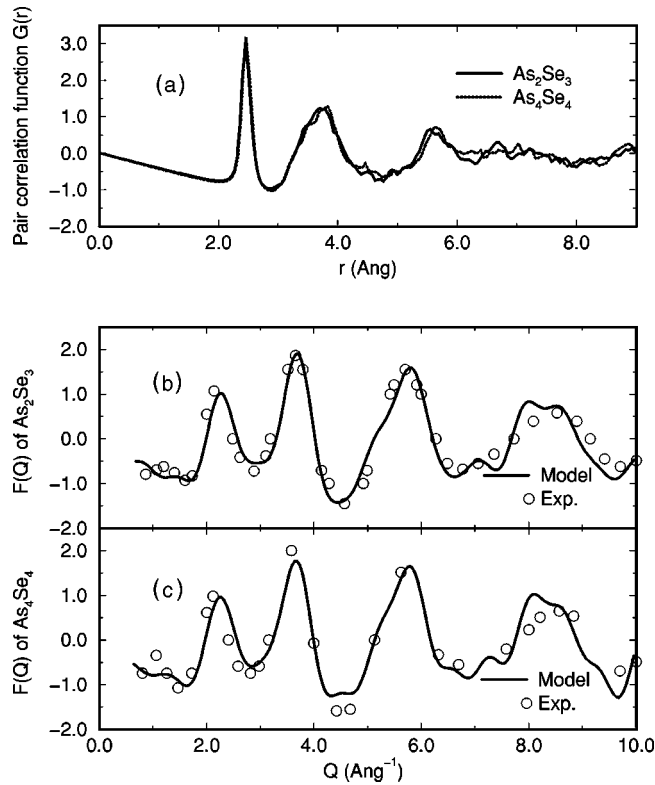 Pair correlation function G(r)
3.0
2.0
1.0
0.0
−1.0
−2.0
(a)
As₂Se₃
As₄Se₄
0.0 2.0 4.0 6.0 8.0
r (Ang)
F(Q) of As₂Se₃
2.0
1.0
0.0
−1.0
−2.0
(b)
Model
Exp.
F(Q) of As₄Se₄
2.0
1.0
0.0
−1.0
−2.0
(c)
Model
Exp.
0.0 2.0 4.0 6.0 8.0 10.0
Q (Ang⁻¹)